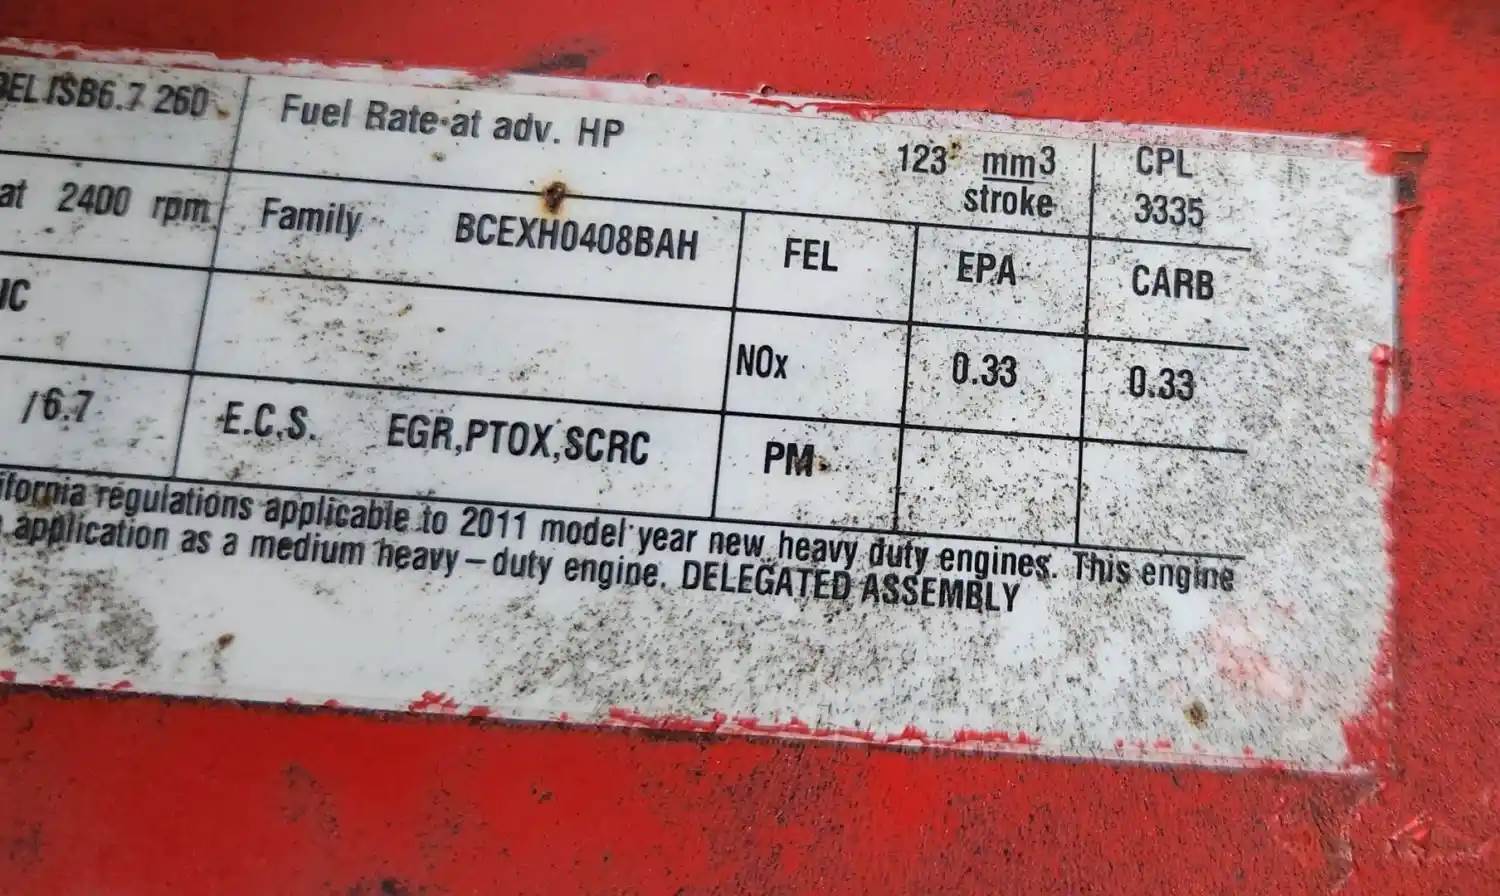 DEL ISB6.7 260
Fuel Rate at adv. HP
123 mm3
stroke
CPL
3335
at 2400 rpm
Family BCEXH0408BAH
FEL
EPA
CARB
NOx
0.33
0.33
/6.7
E.C.S. EGR,PTOX,SCRC
PM
ifornia regulations applicable to 2011 model year new heavy duty engines. This engine
application as a medium heavy-duty engine. DELEGATED ASSEMBLY